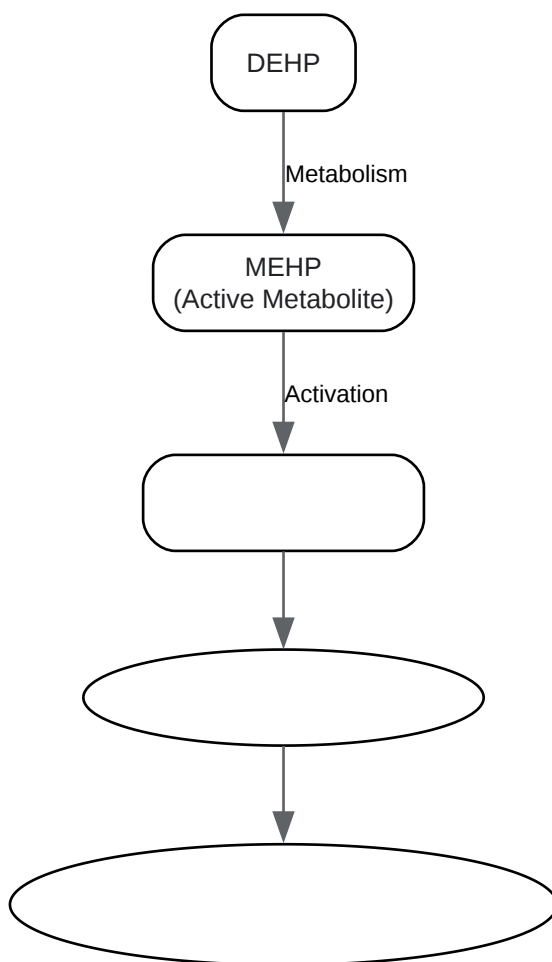 DEHP
Metabolism
MEHP
(Active Metabolite)
Activation